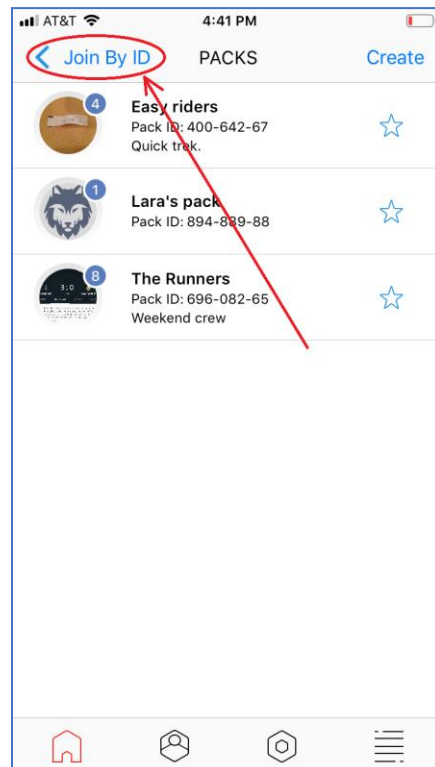 AT&T 4:41 PM
Join By ID PACKS Create
4
Easy riders
Pack ID: 400-642-67
Quick trek.
1
Lara's pack
Pack ID: 894-889-88
8
The Runners
Pack ID: 696-082-65
Weekend crew